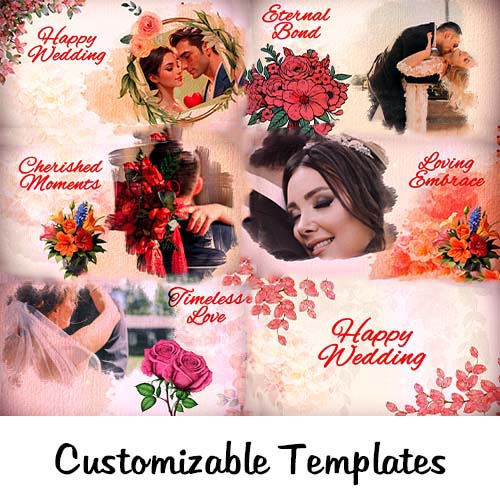 Happy
Wedding
Eternal
Bond
Cherished
Moments
Loving
Embrace
Timeless
Love
Happy
Wedding
Customizable Templates